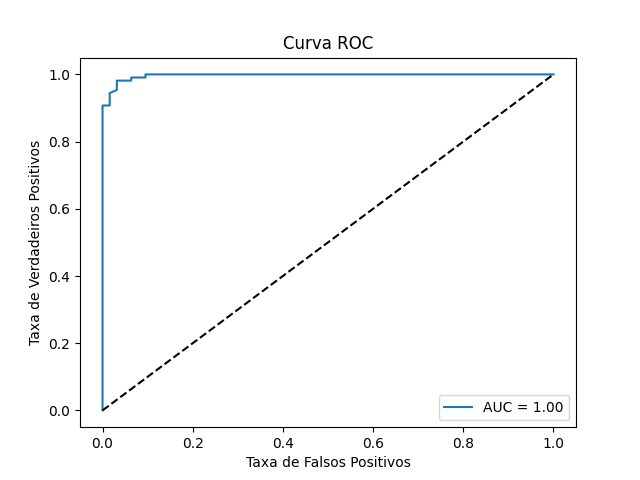 Curva ROC
Taxa de Verdadeiros Positivos
1.0
0.8
0.6
0.4
0.2
0.0
0.0 0.2 0.4 0.6 0.8 1.0
Taxa de Falsos Positivos
AUC = 1.00